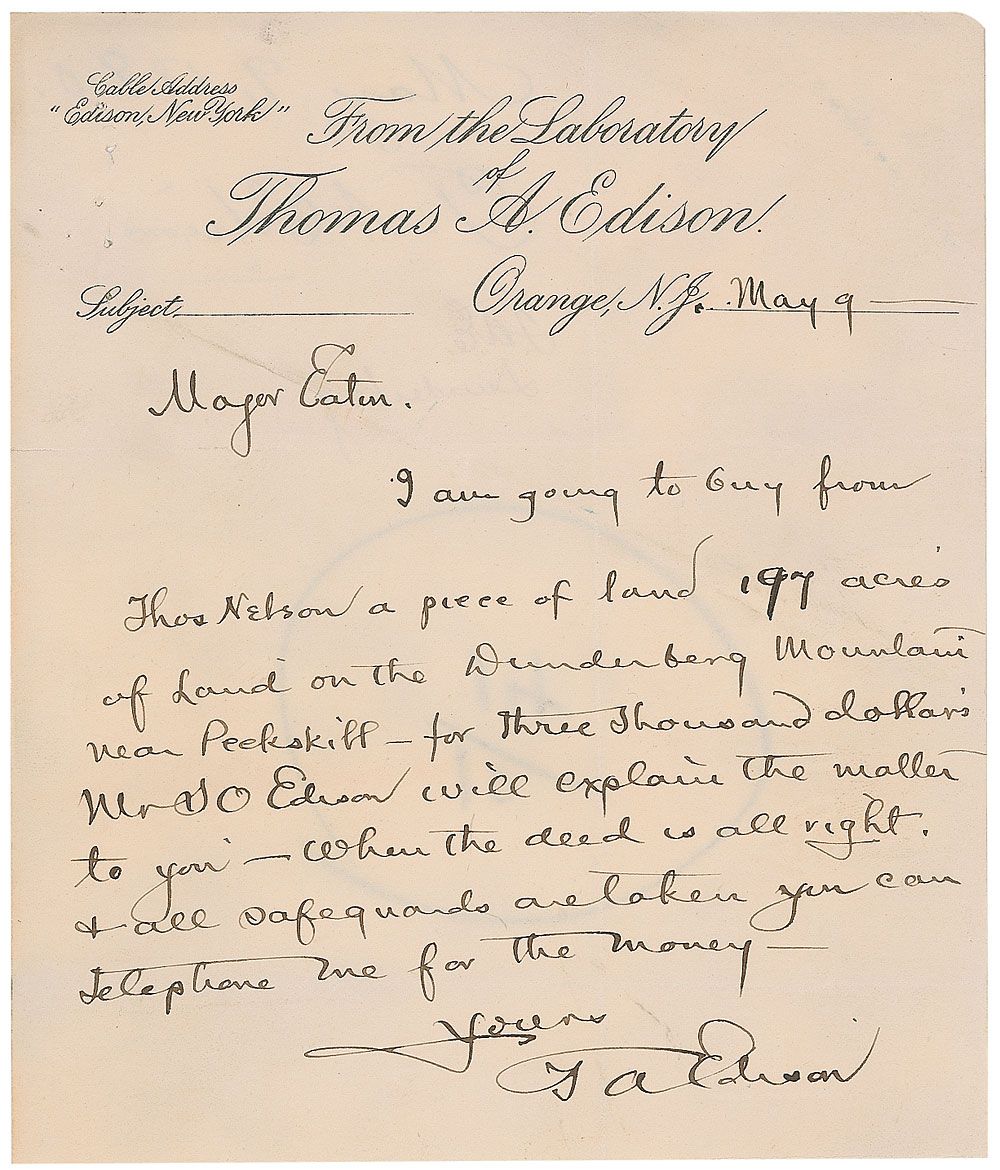 Cable Address
"Edison, New York"
From the Laboratory
of
Thomas A. Edison.
Orange, N.J. May 9
Subject
Major Eaton.
I am going to buy from
Thos Nelson a piece of land 197 acres
of Land on the Dunderberg Mountain
near Peekskill — for three Thousand dollars
Mr S O Edison will explain the matter
to you — When the deed is all right.
& all safeguards are taken you can
Telephone me for the money —
Yours
T A Edison